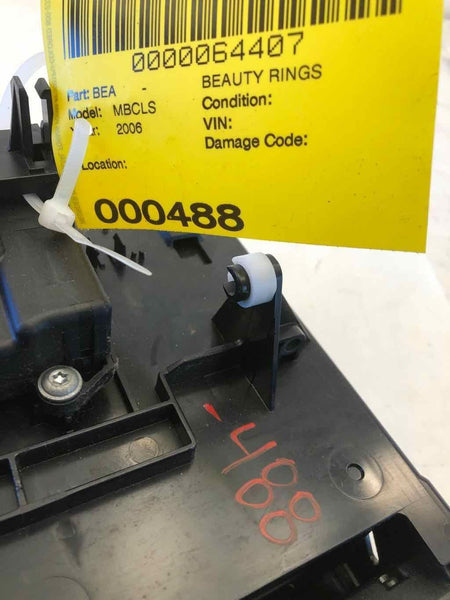 0000064407
Part: BEA - BEAUTY RINGS
Model: MBCLS Condition:
2006 VIN:
Damage Code:
Location:
000488
488